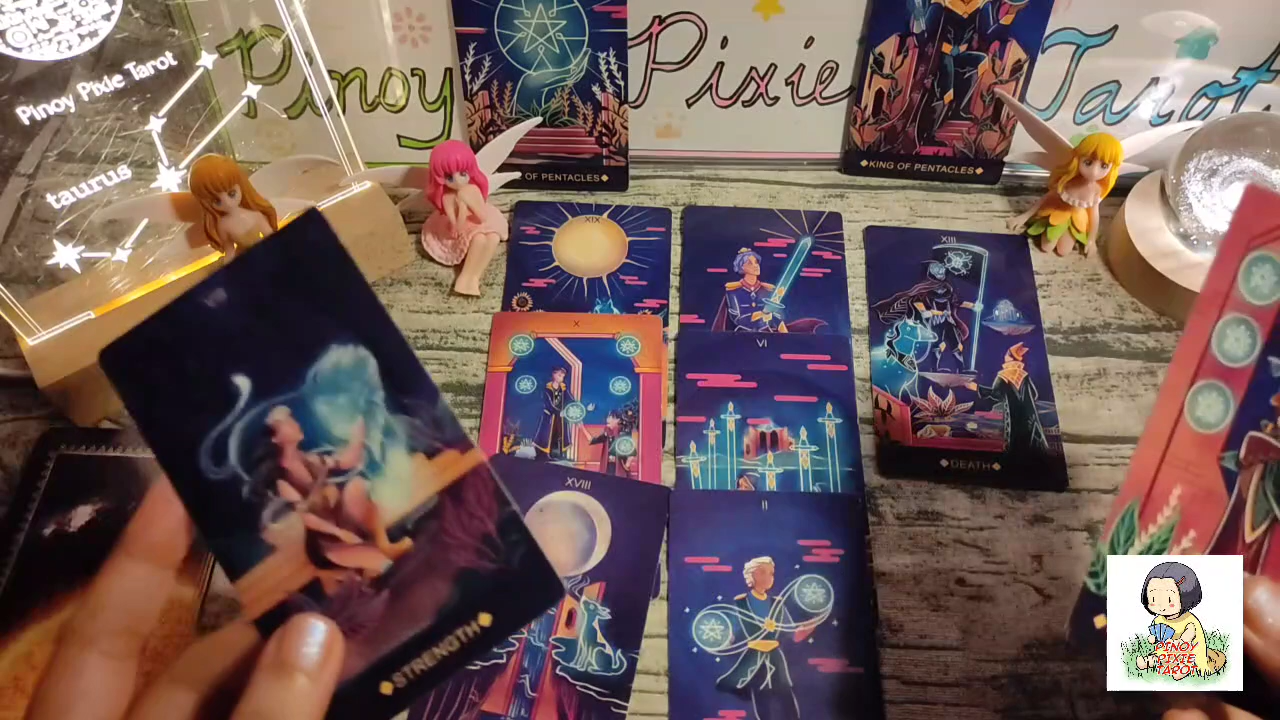 Pinoy Pixie Tarot
taurus
Pinoy Pixie Tarot
OF PENTACLES
KING OF PENTACLES
XIX
XIII
X
VI
DEATH
XVIII
II
STRENGTH
PINOY
PIXIE
TAROT